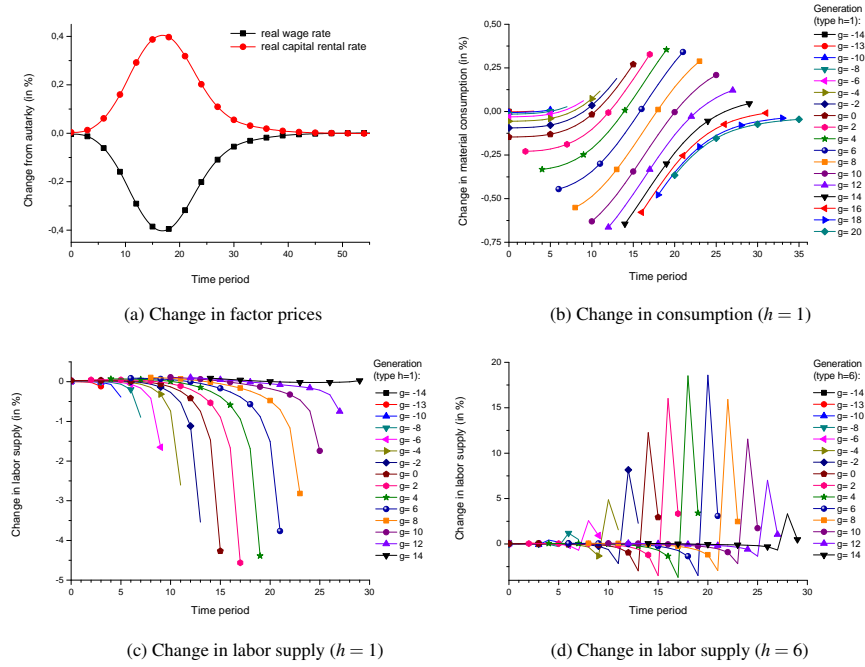 real wage rate
real capital rental rate
Change from autarky (in %)
0,4
0,2
0,0
0,2
0,4
0 10 20 30 40 50
Time period
(a) Change in factor prices
Change in material consumption (in %)
0,50
0,25
0,00
-0,25
-0,50
-0,75
0 5 10 15 20 25 30 35
Time period
Generation
(type h=1):
g= -14
g= -13
g= -10
g= -8
g= -6
g= -4
g= -2
g= 0
g= 2
g= 4
g= 6
g= 8
g= 10
g= 12
g= 14
g= 16
g= 18
g= 20
(b) Change in consumption (h = 1)
Change in labor supply (in %)
1
0
-1
-2
-3
-4
-5
0 5 10 15 20 25 30
Time period
Generation
(type h=1):
g= -14
g= -13
g= -10
g= -8
g= -6
g= -4
g= -2
g= 0
g= 2
g= 4
g= 6
g= 8
g= 10
g= 12
g= 14
(c) Change in labor supply (h = 1)
Change in labor supply (in %)
20
15
10
5
0
-5
0 5 10 15 20 25 30
Time period
Generation
(type h=6):
g= -14
g= -13
g= -10
g= -8
g= -6
g= -4
g= -2
g= 0
g= 2
g= 4
g= 6
g= 8
g= 10
g= 12
g= 14
(d) Change in labor supply (h = 6)